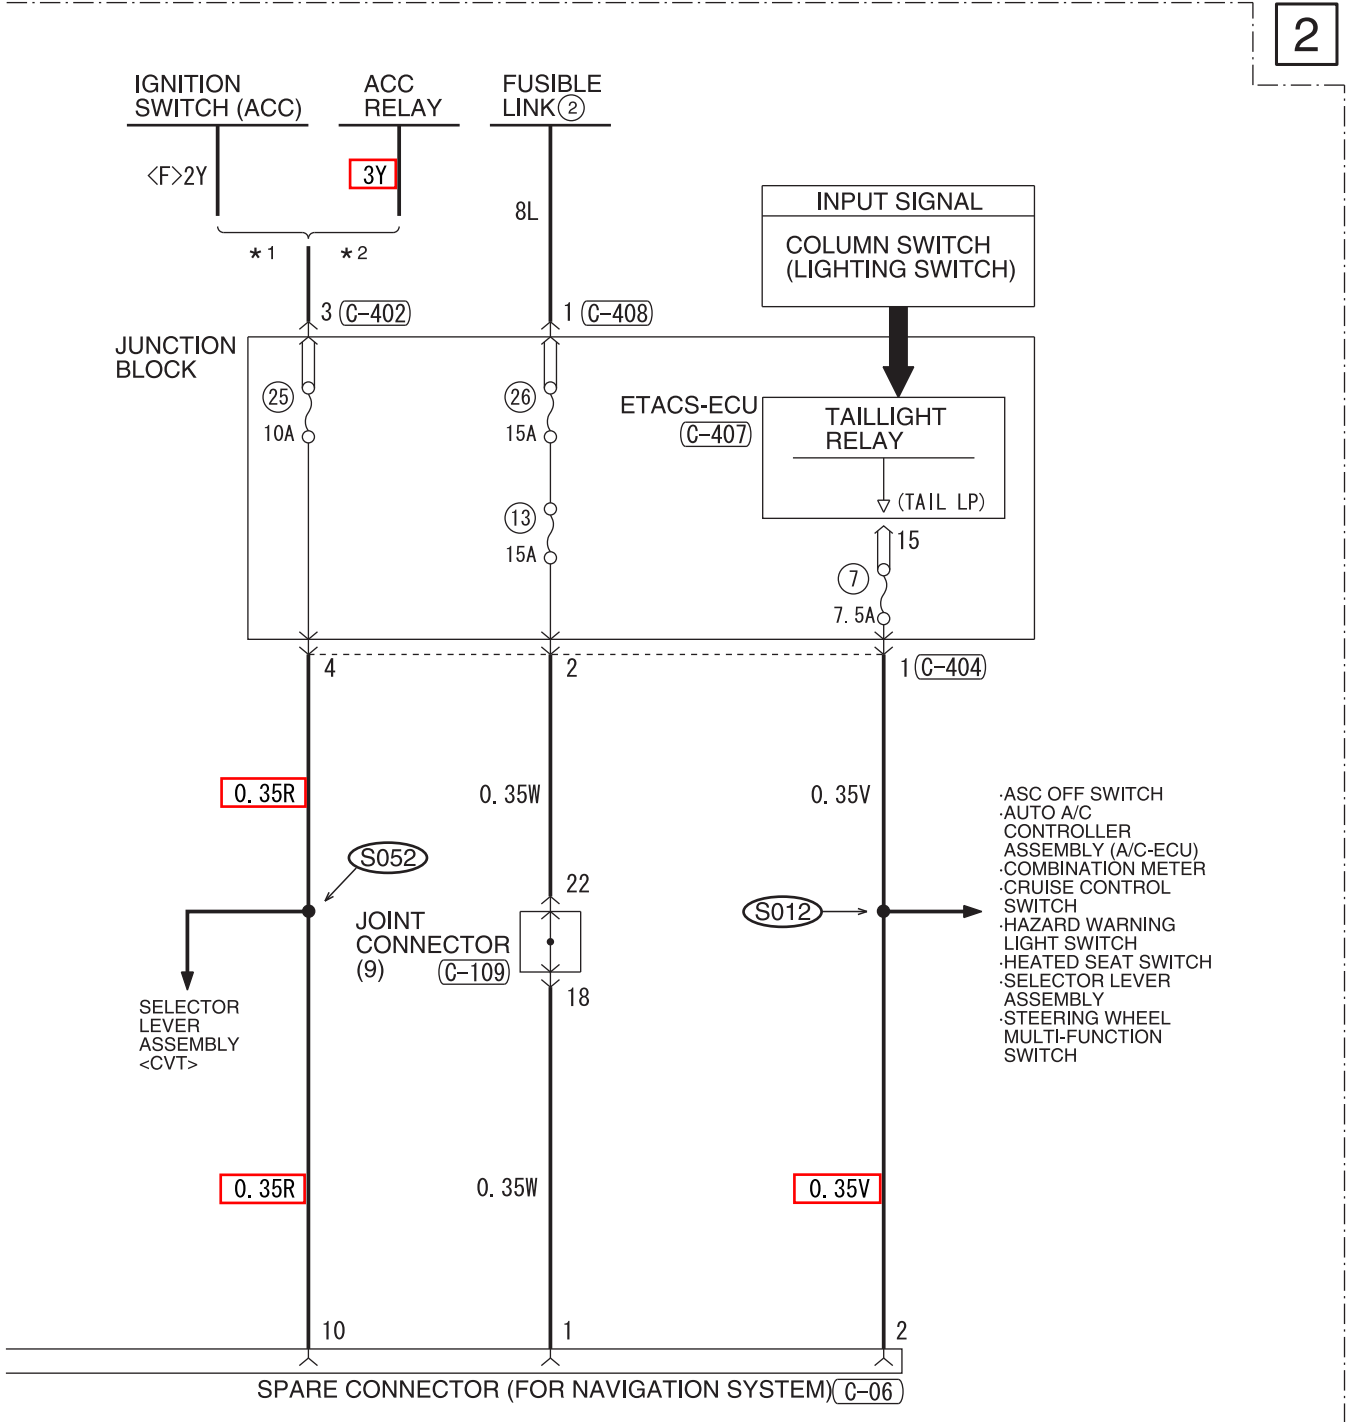 2
IGNITION
SWITCH (ACC)
ACC
RELAY
FUSIBLE
LINK②
<F>2Y
3Y
8L
*1
*2
INPUT SIGNAL
COLUMN SWITCH
(LIGHTING SWITCH)
3 C-402
1 C-408
JUNCTION
BLOCK
25
10A
26
15A
ETACS-ECU
C-407
TAILLIGHT
RELAY
(TAIL LP)
13
15A
15
7
7.5A
4
2
1 C-404
0.35R
0.35W
0.35V
S052
22
JOINT
CONNECTOR
(9) C-109
18
S012
·ASC OFF SWITCH
·AUTO A/C
CONTROLLER
ASSEMBLY (A/C-ECU)
·COMBINATION METER
·CRUISE CONTROL
SWITCH
·HAZARD WARNING
LIGHT SWITCH
·HEATED SEAT SWITCH
·SELECTOR LEVER
ASSEMBLY
·STEERING WHEEL
MULTI-FUNCTION
SWITCH
SELECTOR
LEVER
ASSEMBLY
<CVT>
0.35R
0.35W
0.35V
10
1
2
SPARE CONNECTOR (FOR NAVIGATION SYSTEM) C-06